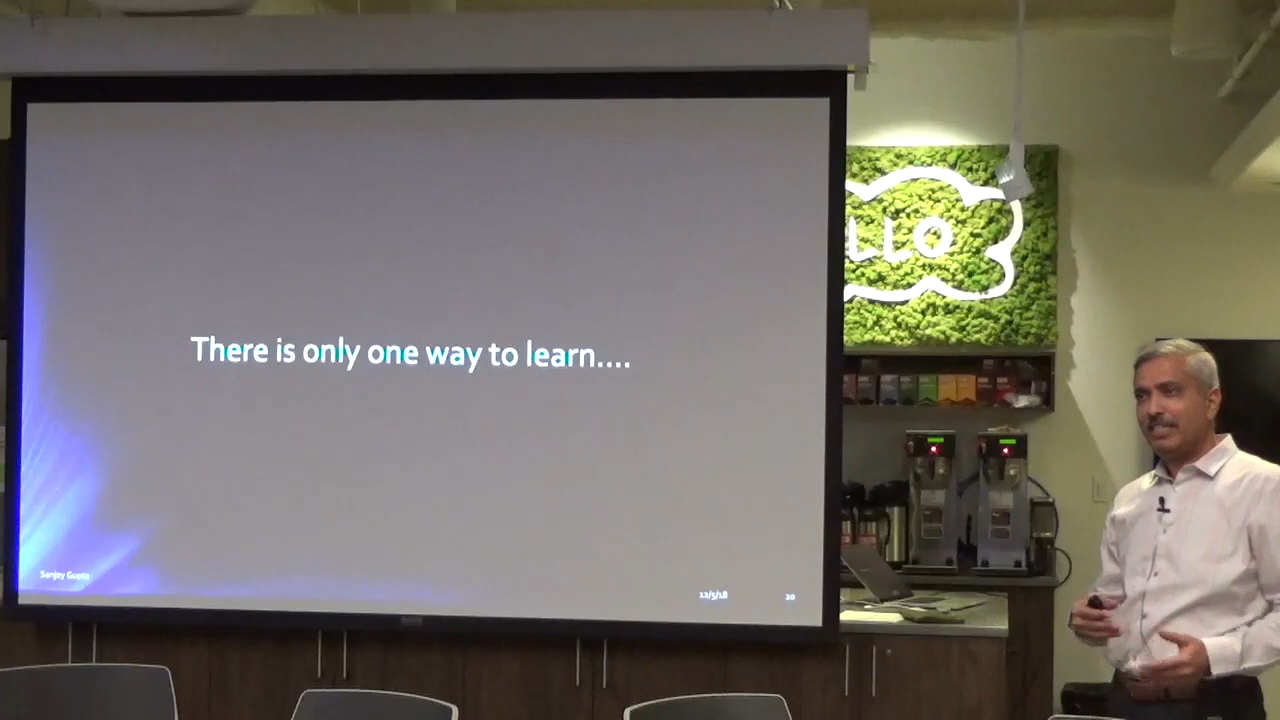 There is only one way to learn....
LLO
Sanjay Gupta
12/5/18
20